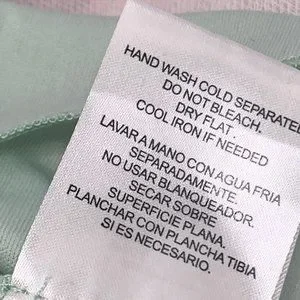 HAND WASH COLD SEPARATEL
DO NOT BLEACH.
DRY FLAT .
COOL IRON IF NEEDED
LAVAR A MANO CON AGUA FRIA
SEPARADAMENTE.
NO USAR BLANQUEADOR.
SECAR SOBRE
SUPERFICIE PLANA.
PLANCHAR CON PLANCHA TIBIA
SI ES NECESARIO.